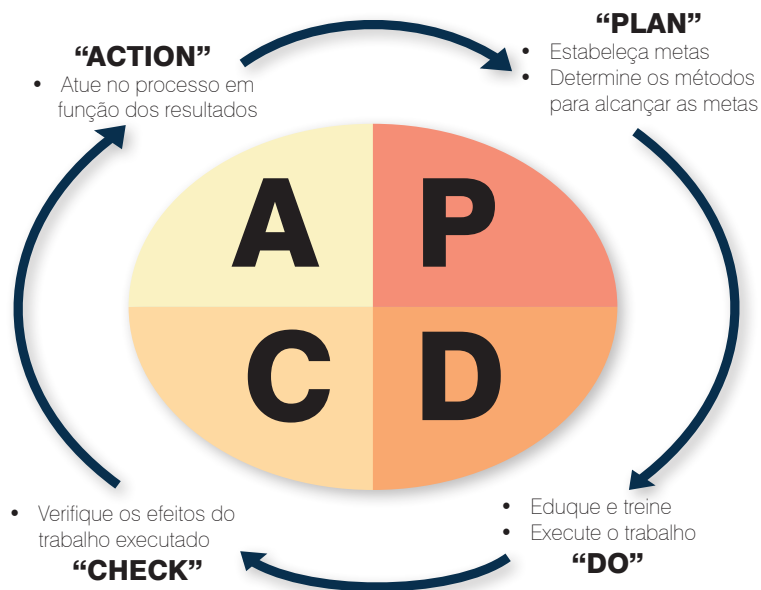 “PLAN”
• Estabeleça metas
• Determine os métodos
para alcançar as metas
“ACTION”
• Atue no processo em
função dos resultados
A
P
C
D
• Eduque e treine
• Execute o trabalho
“DO”
• Verifique os efeitos do
trabalho executado
“CHECK”